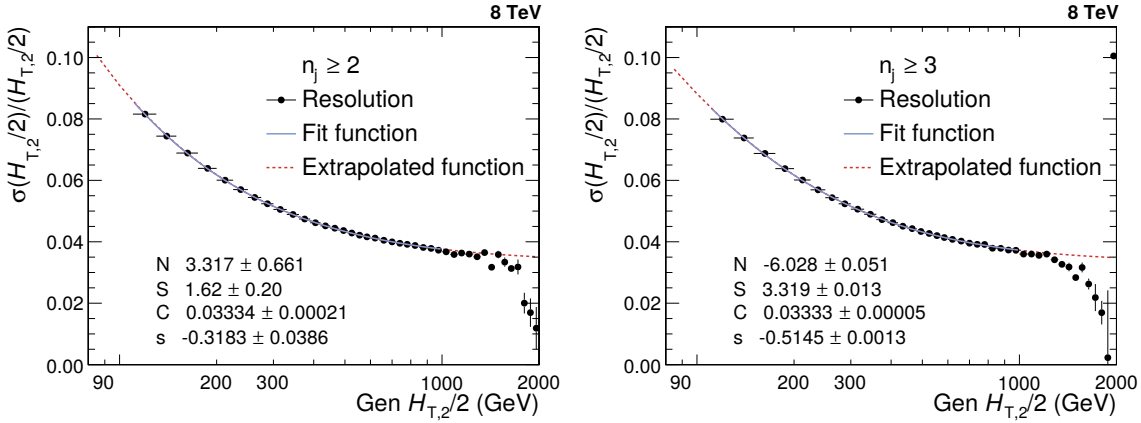 8 TeV
σ(H_T,2/2)/(H_T,2/2)
0.10
0.08
0.06
0.04
0.02
0.00
n_j ≥ 2
Resolution
Fit function
Extrapolated function
N 3.317 ± 0.661
S 1.62 ± 0.20
C 0.03334 ± 0.00021
s -0.3183 ± 0.0386
90 200 300 1000 2000
Gen H_T,2/2 (GeV)
8 TeV
σ(H_T,2/2)/(H_T,2/2)
0.10
0.08
0.06
0.04
0.02
0.00
n_j ≥ 3
Resolution
Fit function
Extrapolated function
N -6.028 ± 0.051
S 3.319 ± 0.013
C 0.03333 ± 0.00005
s -0.5145 ± 0.0013
90 200 300 1000 2000
Gen H_T,2/2 (GeV)